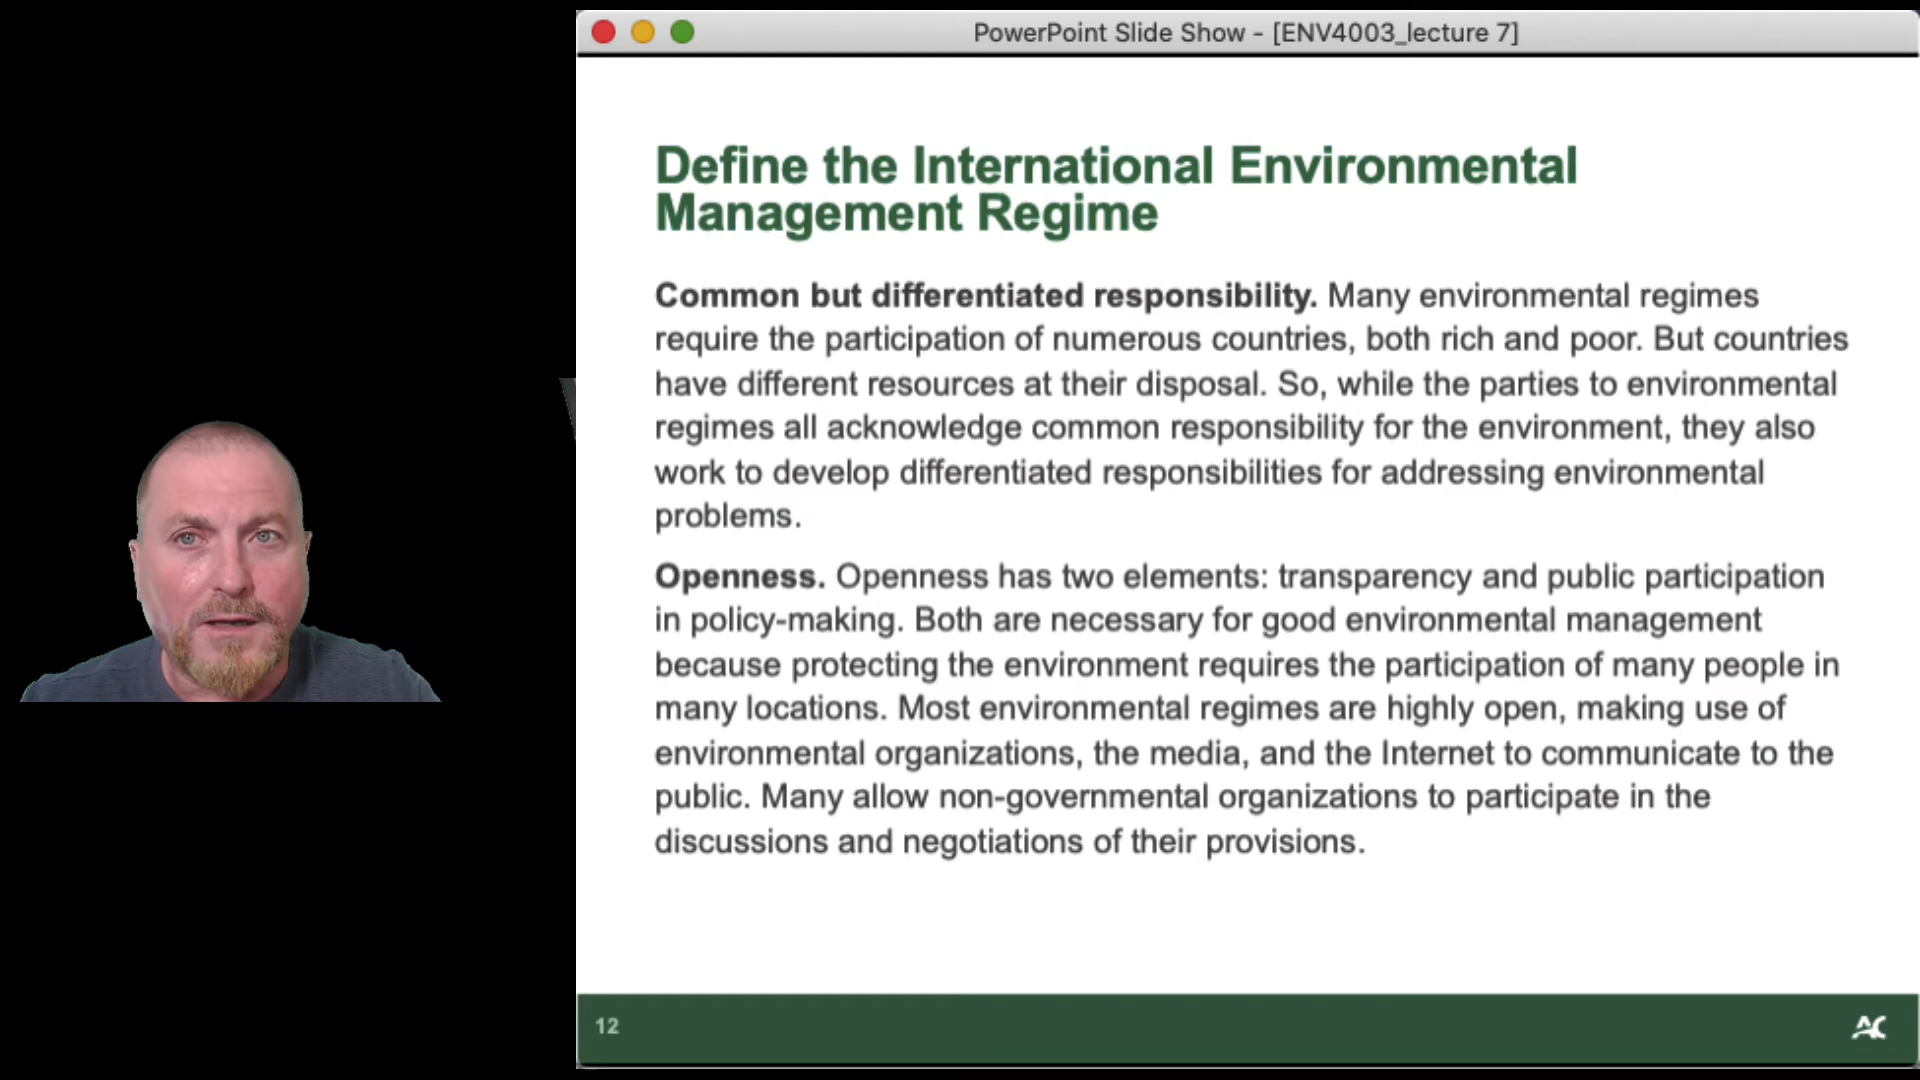 PowerPoint Slide Show - [ENV4003_lecture 7]
Define the International Environmental
Management Regime
Common but differentiated responsibility. Many environmental regimes
require the participation of numerous countries, both rich and poor. But countries
have different resources at their disposal. So, while the parties to environmental
regimes all acknowledge common responsibility for the environment, they also
work to develop differentiated responsibilities for addressing environmental
problems.
Openness. Openness has two elements: transparency and public participation
in policy-making. Both are necessary for good environmental management
because protecting the environment requires the participation of many people in
many locations. Most environmental regimes are highly open, making use of
environmental organizations, the media, and the Internet to communicate to the
public. Many allow non-governmental organizations to participate in the
discussions and negotiations of their provisions.
12
AC